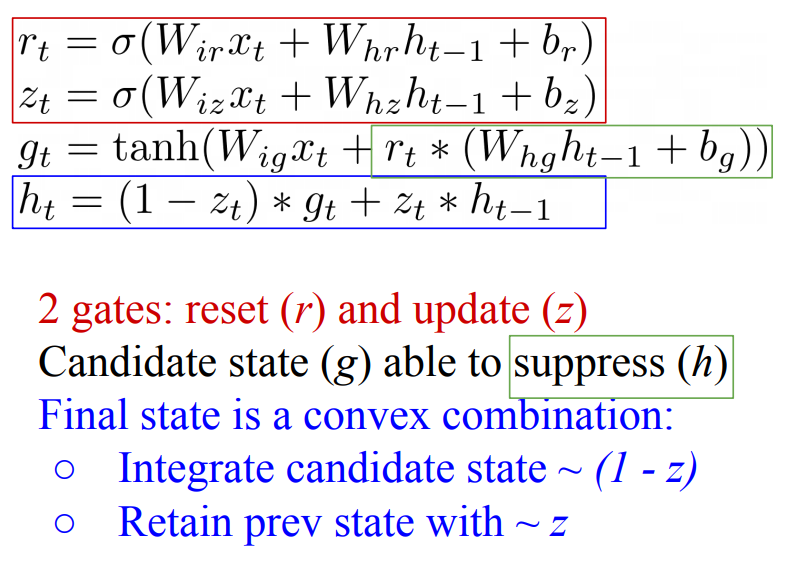 r_t = σ(W_{ir}x_t + W_{hr}h_{t−1} + b_r)
z_t = σ(W_{iz}x_t + W_{hz}h_{t−1} + b_z)
g_t = tanh(W_{ig}x_t + r_t * (W_{hg}h_{t−1} + b_g))
h_t = (1 − z_t) * g_t + z_t * h_{t−1}
2 gates: reset (r) and update (z)
Candidate state (g) able to suppress (h)
Final state is a convex combination:
○ Integrate candidate state ~ (1 - z)
○ Retain prev state with ~ z